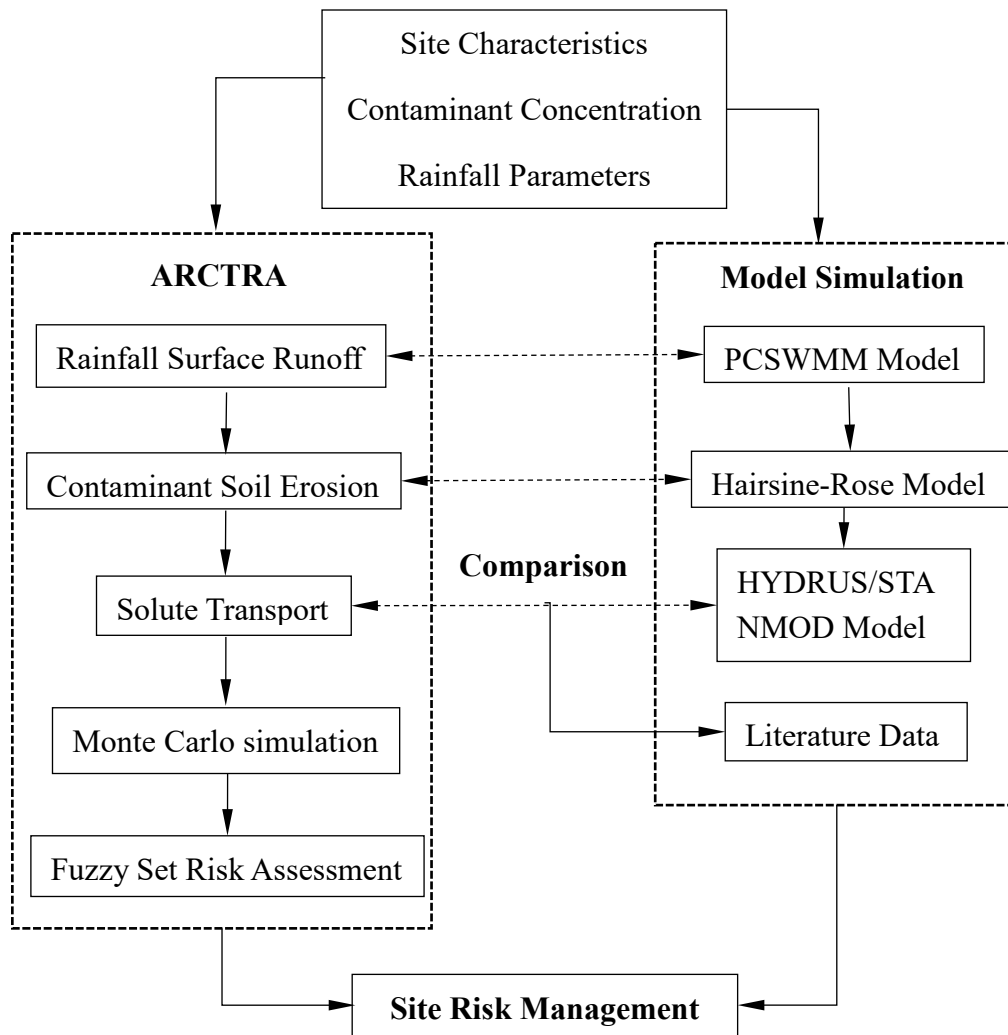 Site Characteristics
Contaminant Concentration
Rainfall Parameters
ARCTRA
Rainfall Surface Runoff
Contaminant Soil Erosion
Solute Transport
Monte Carlo simulation
Fuzzy Set Risk Assessment
Comparison
Model Simulation
PCSWMM Model
Hairsine-Rose Model
HYDRUS/STA
NMOD Model
Literature Data
Site Risk Management